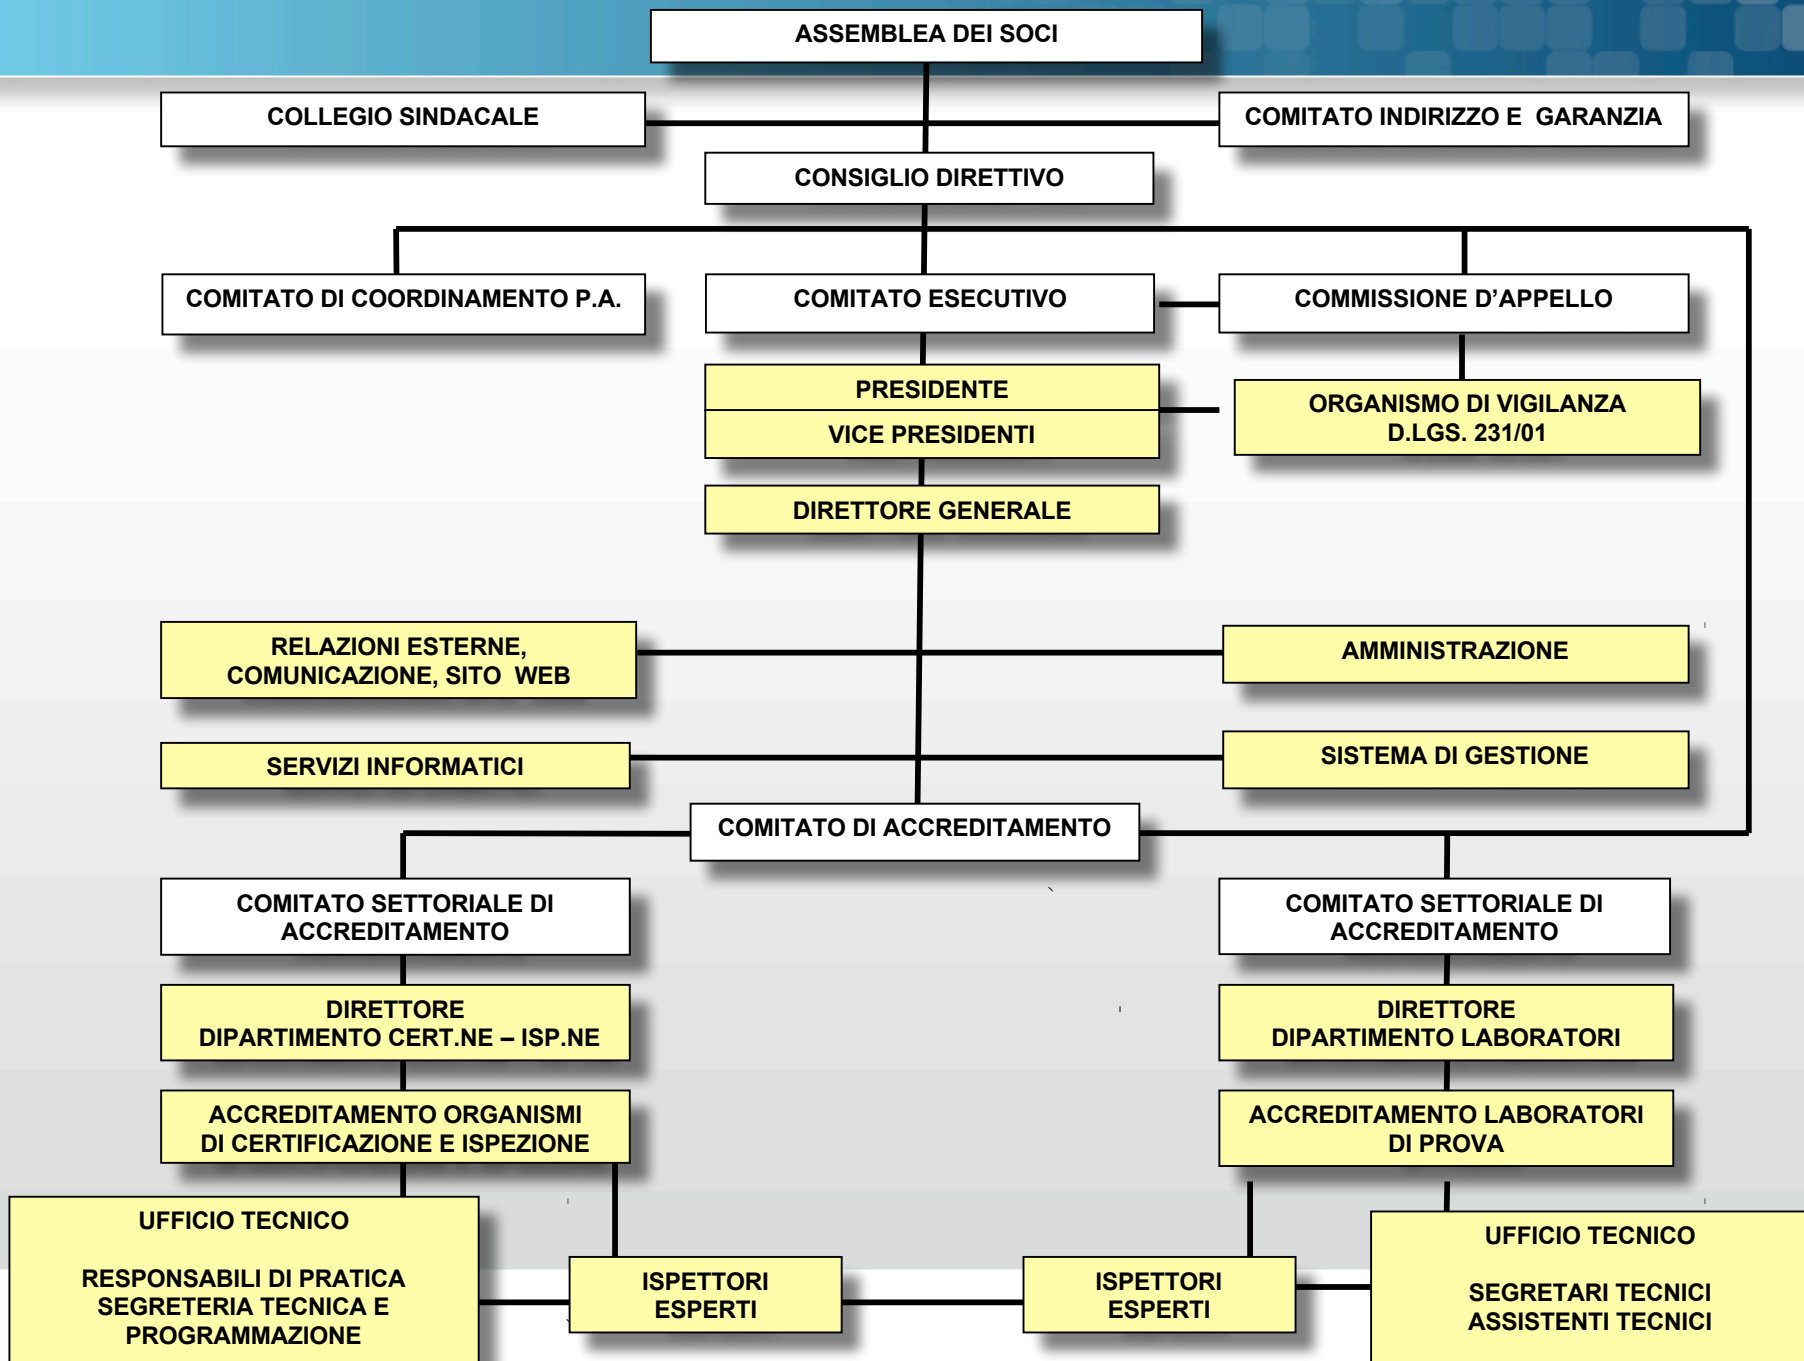 ASSEMBLEA DEI SOCI
COLLEGIO SINDACALE
COMITATO INDIRIZZO E GARANZIA
CONSIGLIO DIRETTIVO
COMITATO DI COORDINAMENTO P.A.
COMITATO ESECUTIVO
COMMISSIONE D’APPELLO
PRESIDENTE
VICE PRESIDENTI
ORGANISMO DI VIGILANZA
D.LGS. 231/01
DIRETTORE GENERALE
RELAZIONI ESTERNE,
COMUNICAZIONE, SITO WEB
AMMINISTRAZIONE
SERVIZI INFORMATICI
SISTEMA DI GESTIONE
COMITATO DI ACCREDITAMENTO
COMITATO SETTORIALE DI
ACCREDITAMENTO
COMITATO SETTORIALE DI
ACCREDITAMENTO
DIRETTORE
DIPARTIMENTO CERT.NE – ISP.NE
DIRETTORE
DIPARTIMENTO LABORATORI
ACCREDITAMENTO ORGANISMI
DI CERTIFICAZIONE E ISPEZIONE
ACCREDITAMENTO LABORATORI
DI PROVA
UFFICIO TECNICO
RESPONSABILI DI PRATICA
SEGRETERIA TECNICA E
PROGRAMMAZIONE
ISPETTORI
ESPERTI
ISPETTORI
ESPERTI
UFFICIO TECNICO
SEGRETARI TECNICI
ASSISTENTI TECNICI